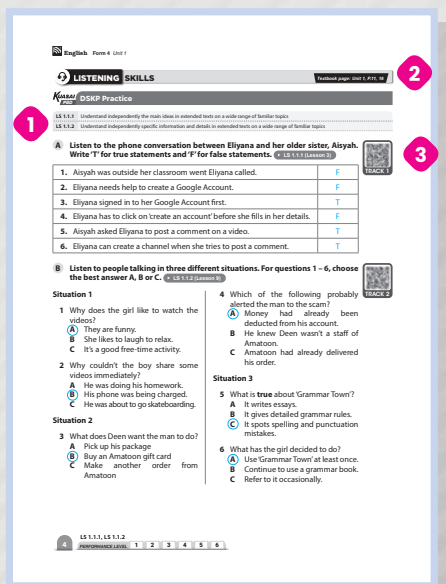 English Form 4 Unit 1
LISTENING SKILLS
Textbook page: Unit 1, P.11, 16
2
Kuasai PRO DSKP Practice
1
LS 1.1.1 Understand independently the main ideas in extended texts on a wide range of familiar topics
LS 1.1.2 Understand independently specific information and details in extended texts on a wide range of familiar topics
3
A Listen to the phone conversation between Eliyana and her older sister, Aisyah.
Write 'T' for true statements and 'F' for false statements. LS 1.1.1 (Lesson 3)
TRACK 1
1. Aisyah was outside her classroom went Eliyana called. F
2. Eliyana needs help to create a Google Account. F
3. Eliyana signed in to her Google Account first. T
4. Eliyana has to click on 'create an account' before she fills in her details. F
5. Aisyah asked Eliyana to post a comment on a video. T
6. Eliyana can create a channel when she tries to post a comment. T
B Listen to people talking in three different situations. For questions 1 – 6, choose
the best answer A, B or C. LS 1.1.2 (Lesson 9)
TRACK 2
Situation 1
1 Why does the girl like to watch the
videos?
A They are funny.
B She likes to laugh to relax.
C It's a good free-time activity.
2 Why couldn't the boy share some
videos immediately?
A He was doing his homework.
B His phone was being charged.
C He was about to go skateboarding.
Situation 2
3 What does Deen want the man to do?
A Pick up his package
B Buy an Amatoon gift card
C Make another order from
Amatoon
4 Which of the following probably
alerted the man to the scam?
A Money had already been
deducted from his account.
B He knew Deen wasn't a staff of
Amatoon.
C Amatoon had already delivered
his order.
Situation 3
5 What is true about 'Grammar Town'?
A It writes essays.
B It gives detailed grammar rules.
C It spots spelling and punctuation
mistakes.
6 What has the girl decided to do?
A Use 'Grammar Town' at least once.
B Continue to use a grammar book.
C Refer to it occasionally.
LS 1.1.1, LS 1.1.2
4 PERFORMANCE LEVEL 1 2 3 4 5 6